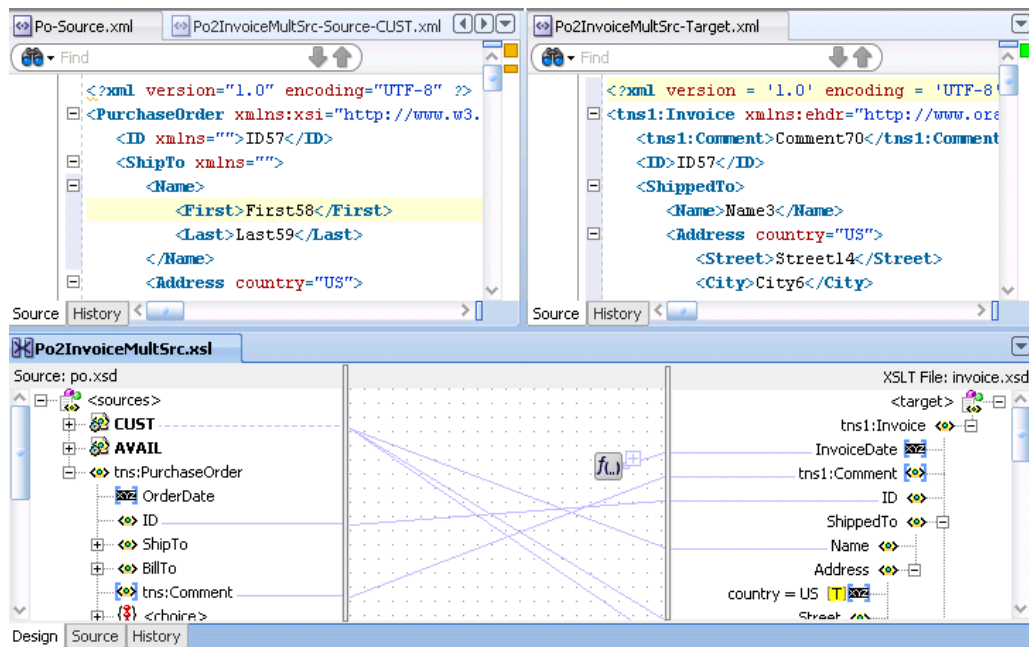 Po-Source.xml
Po2InvoiceMultSrc-Source-CUST.xml
Find
<?xml version="1.0" encoding="UTF-8" ?>
<PurchaseOrder xmlns:xsi="http://www.w3.
<ID xmlns="">ID57</ID>
<ShipTo xmlns="">
<Name>
<First>First58</First>
<Last>Last59</Last>
</Name>
<Address country="US">
Source History
Po2InvoiceMultSrc-Target.xml
Find
<?xml version = '1.0' encoding = 'UTF-8'
<tns1:Invoice xmlns:ehdr="http://www.ora
<tns1:Comment>Comment70</tns1:Comment
<ID>ID57</ID>
<ShippedTo>
<Name>Name3</Name>
<Address country="US">
<Street>Street14</Street>
<City>City6</City>
Source History
Po2InvoiceMultSrc.xsl
Source: po.xsd
<sources>
CUST
AVAIL
tns:PurchaseOrder
OrderDate
ID
ShipTo
BillTo
tns:Comment
<choice>
f(..)
XSLT File: invoice.xsd
<target>
tns1:Invoice
InvoiceDate
tns1:Comment
ID
ShippedTo
Name
Address
country = US [T]
Street
Design Source History